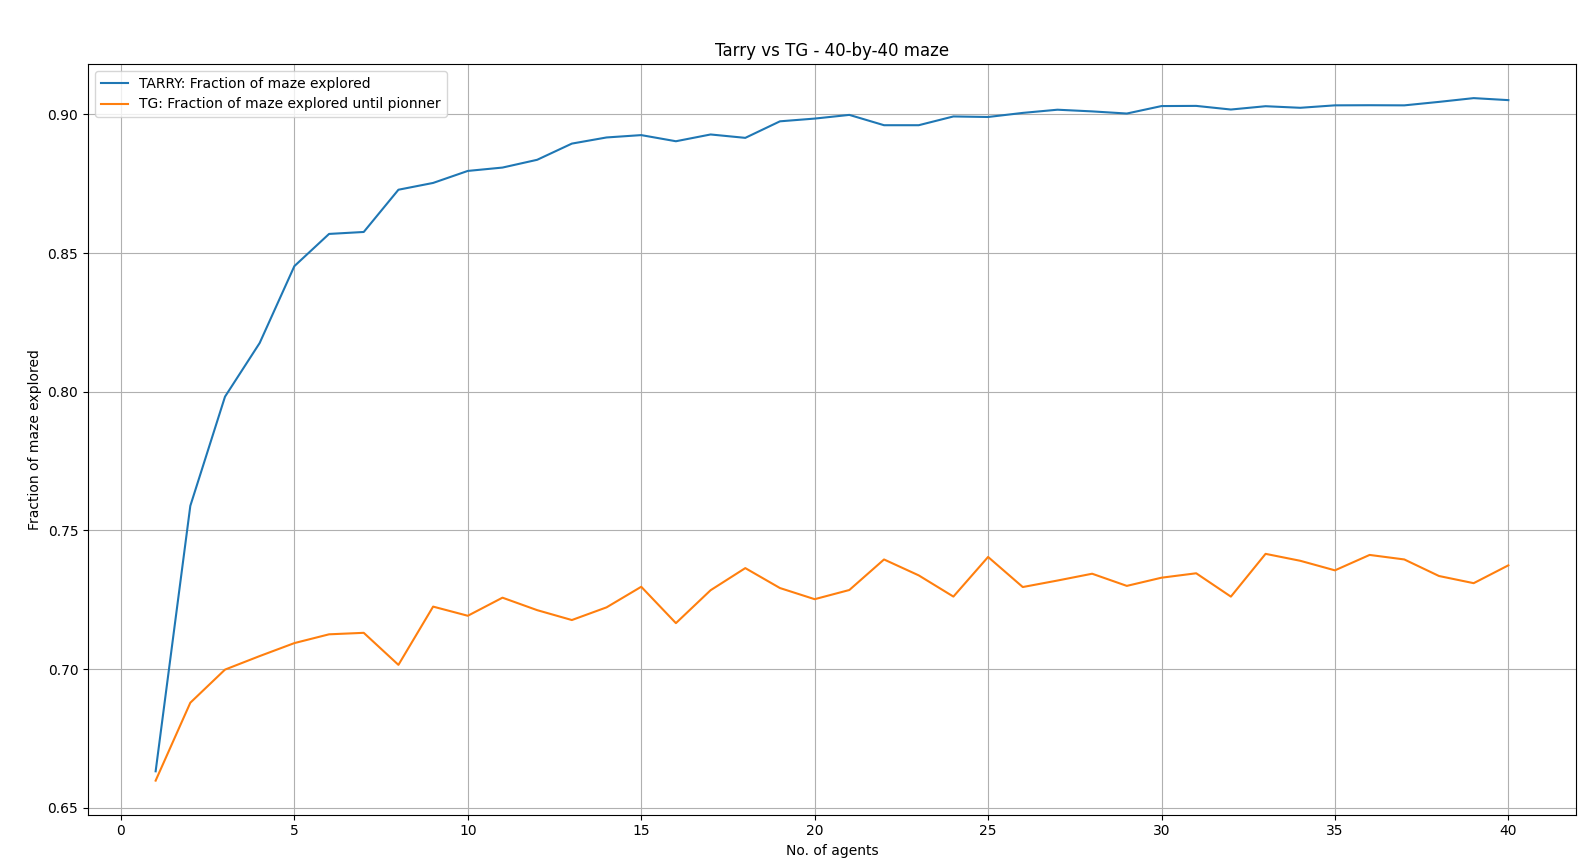 Tarry vs TG - 40-by-40 maze
TARRY: Fraction of maze explored
TG: Fraction of maze explored until pionner
Fraction of maze explored
0.90
0.85
0.80
0.75
0.70
0.65
0 5 10 15 20 25 30 35 40
No. of agents